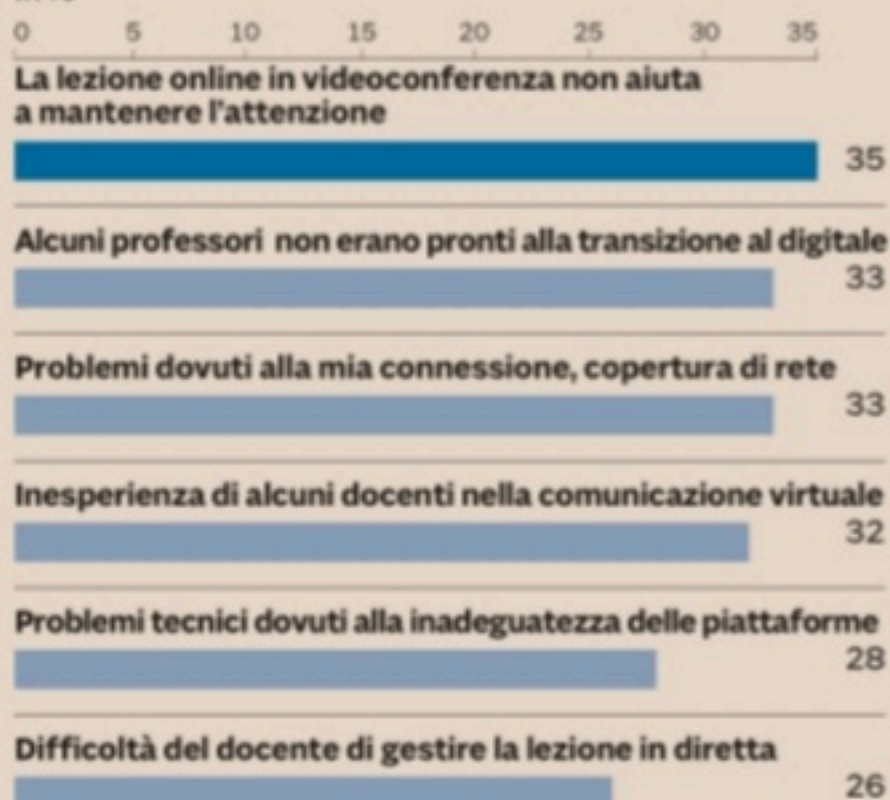 0 5 10 15 20 25 30 35
La lezione online in videoconferenza non aiuta
a mantenere l'attenzione
35
Alcuni professori non erano pronti alla transizione al digitale
33
Problemi dovuti alla mia connessione, copertura di rete
33
Inesperienza di alcuni docenti nella comunicazione virtuale
32
Problemi tecnici dovuti alla inadeguatezza delle piattaforme
28
Difficoltà del docente di gestire la lezione in diretta
26